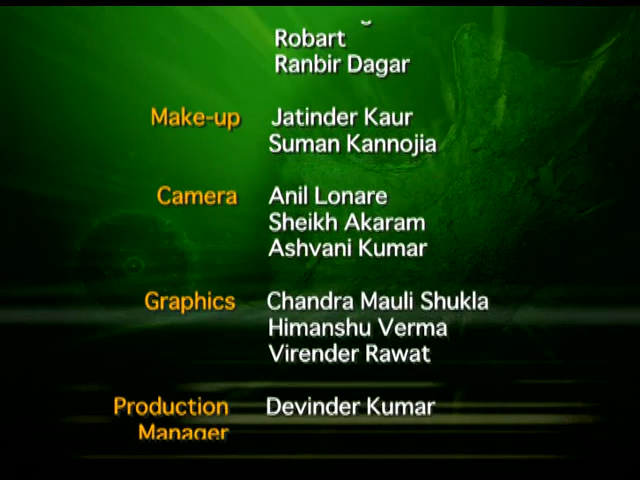 Robart
Ranbir Dagar
Make-up Jatinder Kaur
Suman Kannojia
Camera Anil Lonare
Sheikh Akaram
Ashvani Kumar
Graphics Chandra Mauli Shukla
Himanshu Verma
Virender Rawat
Production Devinder Kumar
Manager